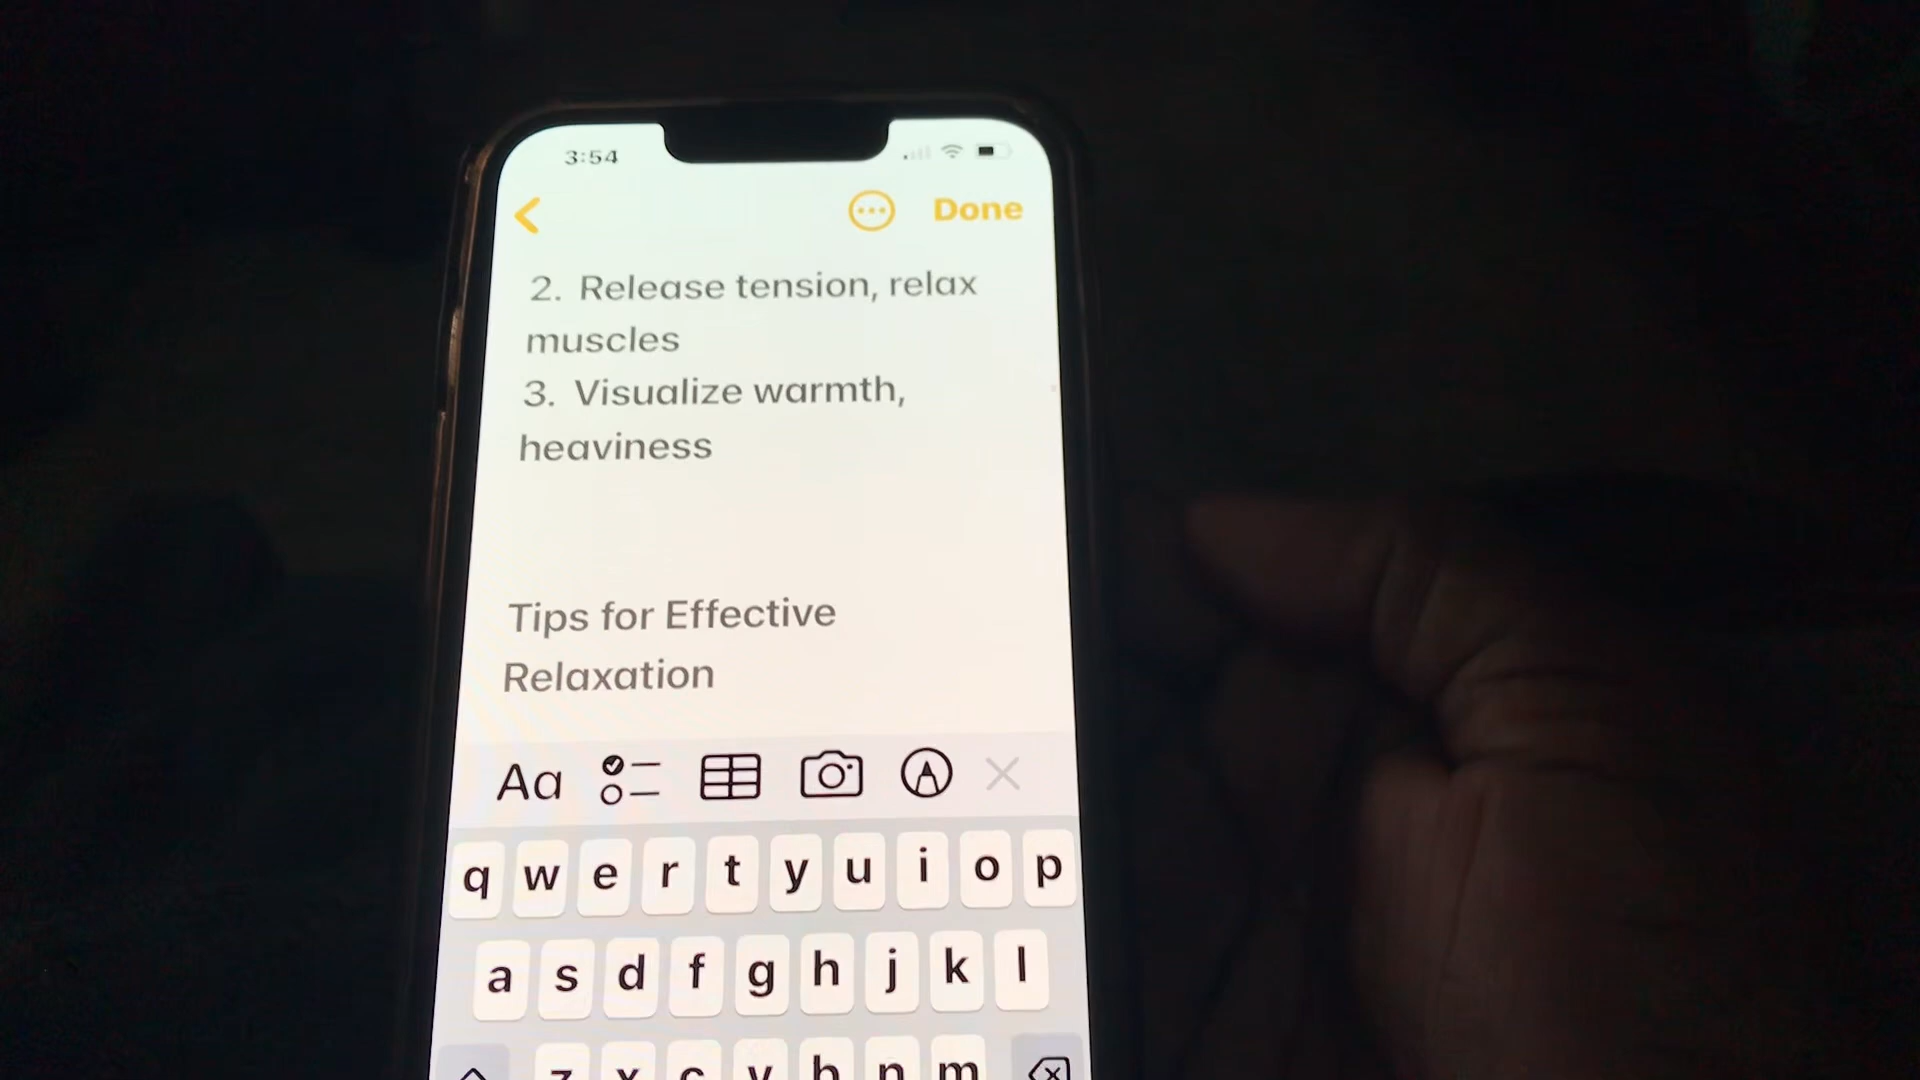 3:54
Done
2. Release tension, relax
muscles
3. Visualize warmth,
heaviness
Tips for Effective
Relaxation
Aa
q w e r t y u i o p
a s d f g h j k l
z x c v b n m